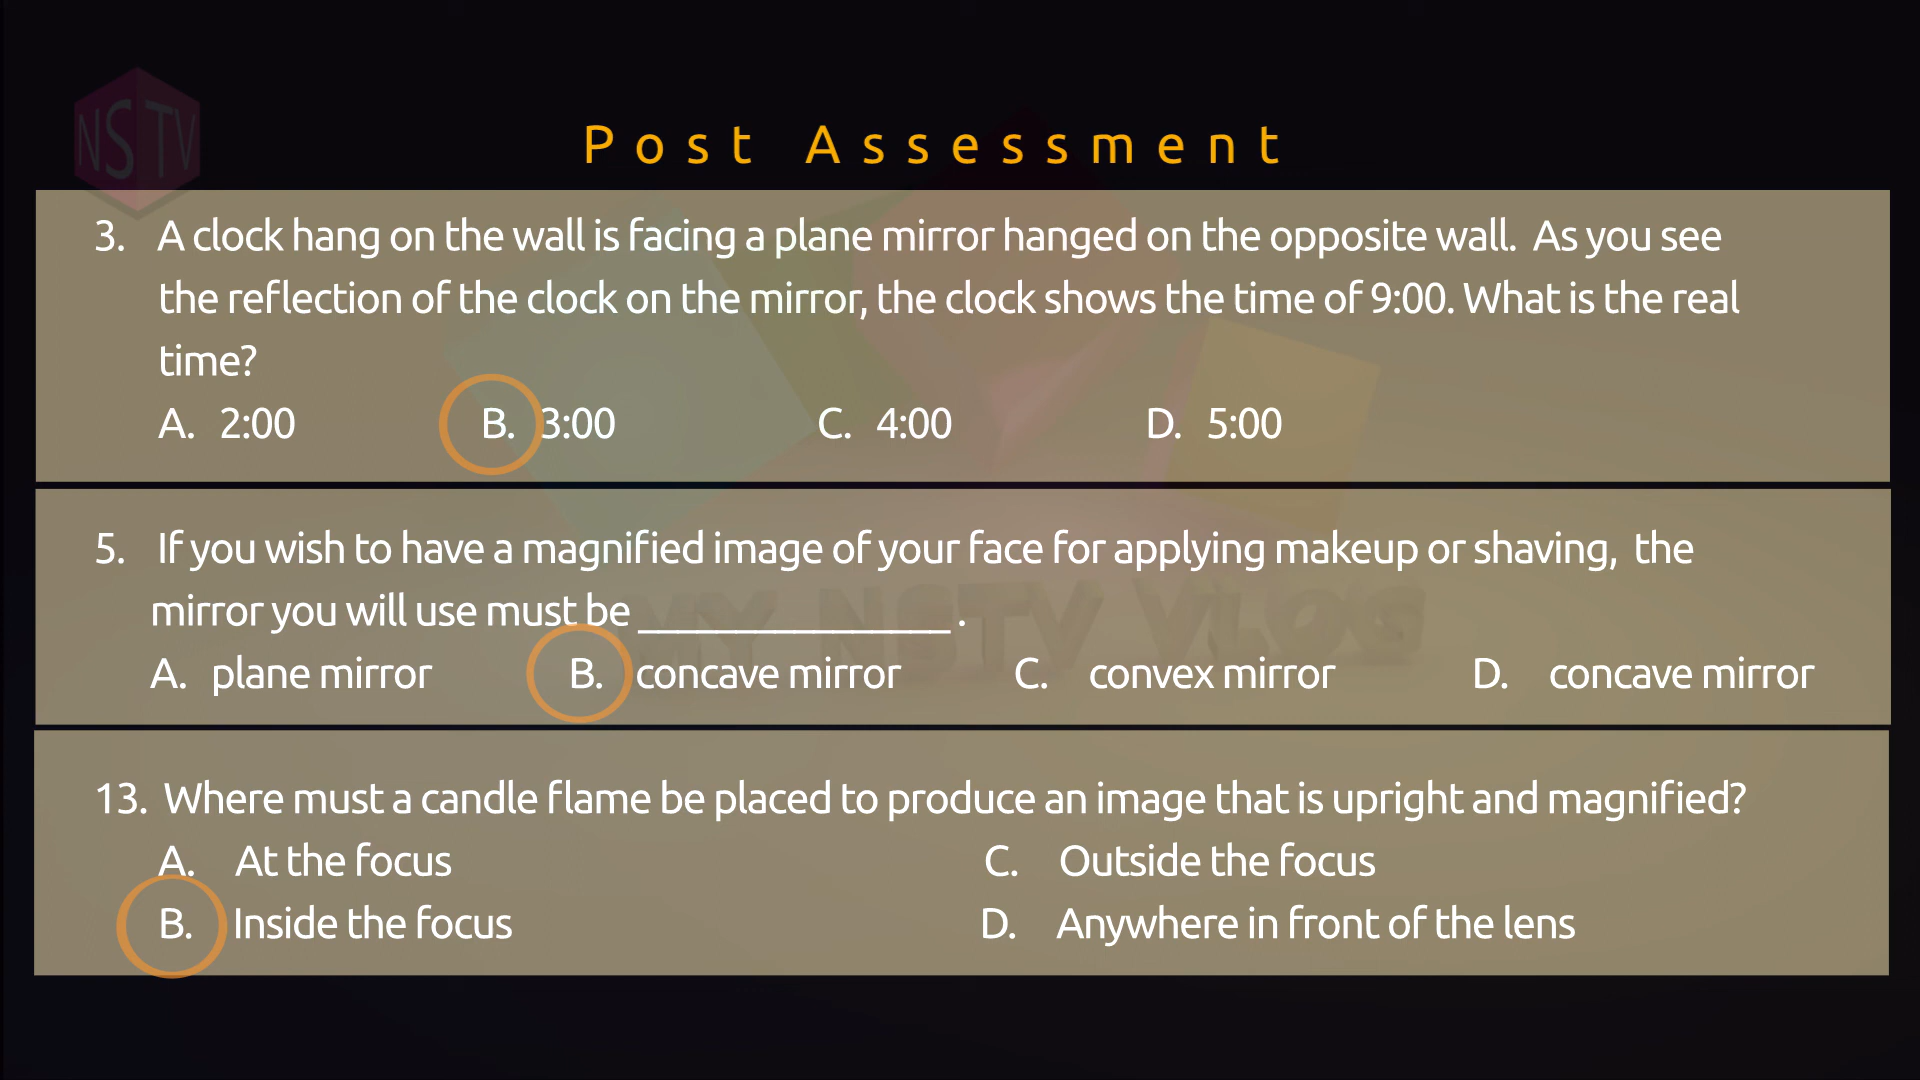 NSTV
Post Assessment
3. A clock hang on the wall is facing a plane mirror hanged on the opposite wall. As you see
the reflection of the clock on the mirror, the clock shows the time of 9:00. What is the real
time?
A. 2:00 B. 3:00 C. 4:00 D. 5:00
5. If you wish to have a magnified image of your face for applying makeup or shaving, the
mirror you will use must be ________________ .
MY NSTV VLOG
A. plane mirror B. concave mirror C. convex mirror D. concave mirror
13. Where must a candle flame be placed to produce an image that is upright and magnified?
A. At the focus C. Outside the focus
B. Inside the focus D. Anywhere in front of the lens